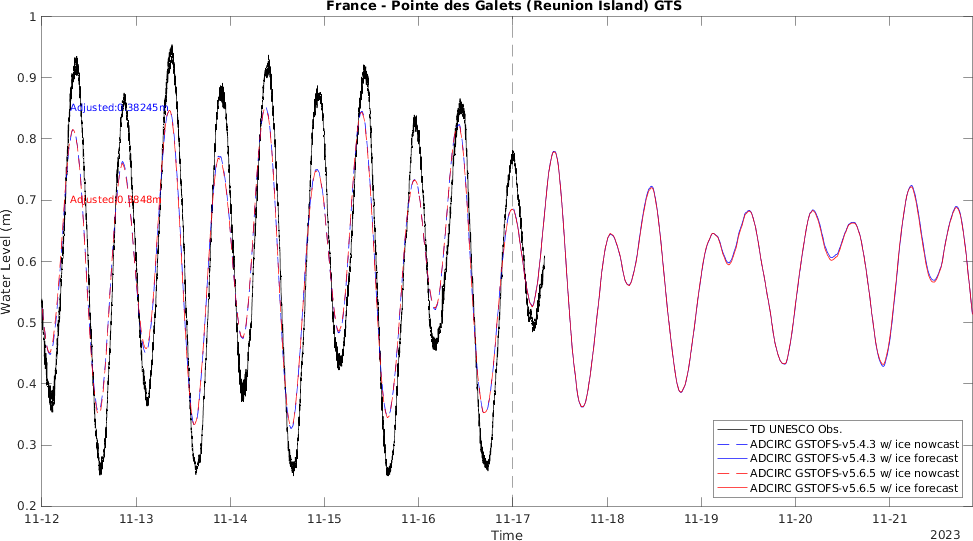 France - Pointe des Galets (Reunion Island) GTS
1
0.9
0.8
0.7
0.6
0.5
0.4
0.3
0.2
Water Level (m)
Adjusted:0.38245m
Adjusted:0.3848m
TD UNESCO Obs.
ADCIRC GSTOFS-v5.4.3 w/ ice nowcast
ADCIRC GSTOFS-v5.4.3 w/ ice forecast
ADCIRC GSTOFS-v5.6.5 w/ ice nowcast
ADCIRC GSTOFS-v5.6.5 w/ ice forecast
11-12 11-13 11-14 11-15 11-16 11-17 11-18 11-19 11-20 11-21
Time
2023